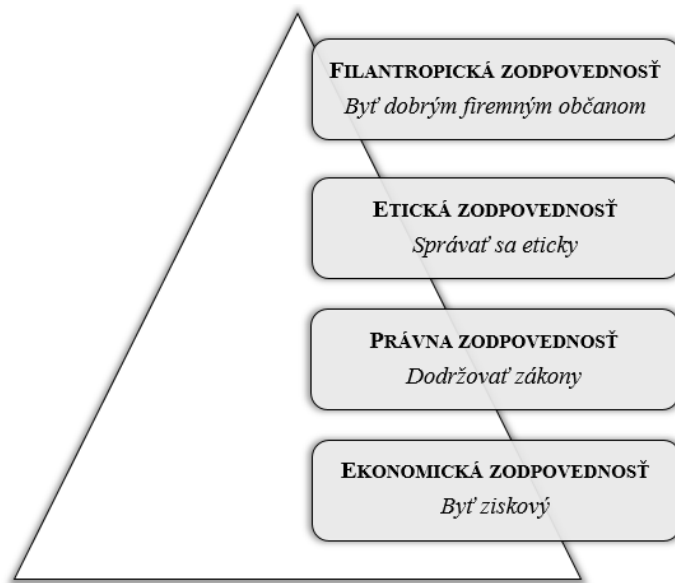 FILANTROPICKÁ ZODPOVEDNOSŤ
Byť dobrým firemným občanom
ETICKÁ ZODPOVEDNOSŤ
Správať sa eticky
PRÁVNA ZODPOVEDNOSŤ
Dodržovať zákony
EKONOMICKÁ ZODPOVEDNOSŤ
Byť ziskový